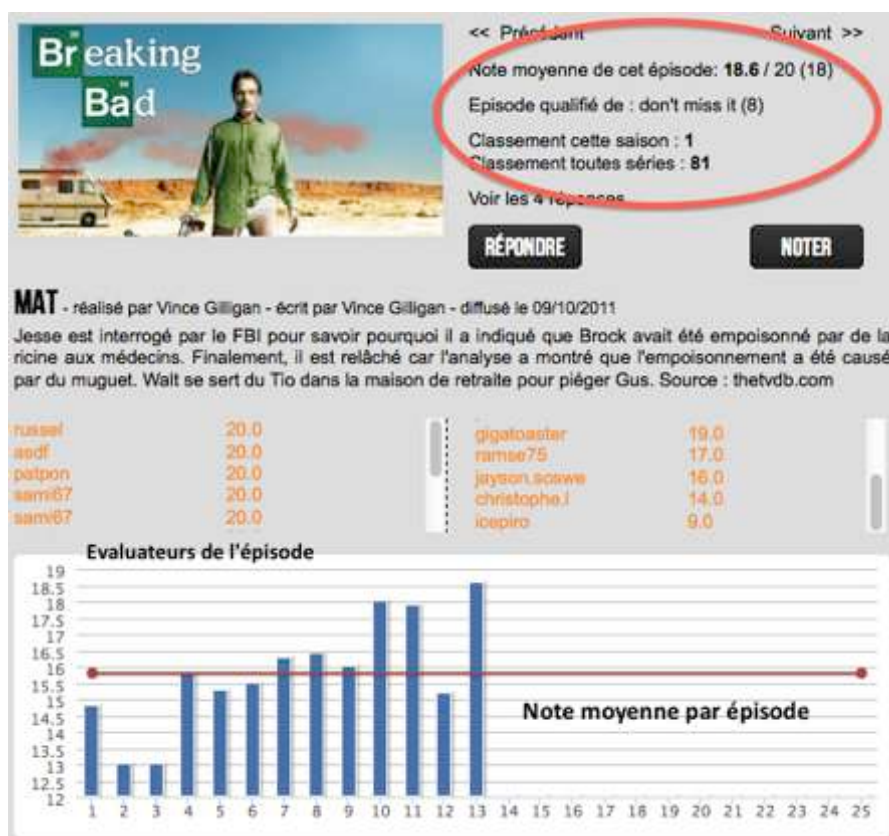 Breaking
Bad
<< Précédent Suivant >>
Note moyenne de cet épisode: 18.6 / 20 (18)
Episode qualifié de : don't miss it (8)
Classement cette saison : 1
Classement toutes séries : 81
Voir les 4 réponses
RÉPONDRE NOTER
MAT - réalisé par Vince Gilligan - écrit par Vince Gilligan - diffusé le 09/10/2011
Jesse est interrogé par le FBI pour savoir pourquoi il a indiqué que Brock avait été empoisonné par de la
ricine aux médecins. Finalement, il est relâché car l'analyse a montré que l'empoisonnement a été causé
par du muguet. Walt se sert du Tio dans la maison de retraite pour piéger Gus. Source : thetvdb.com
russel 20.0 gigatoaster 19.0
asdf 20.0 ramse75 17.0
patpon 20.0 jayson.soswe 16.0
sami67 20.0 christophe.l 14.0
sami67 20.0 icepiro 9.0
Evaluateurs de l'épisode
19
18.5
18
17.5
17
16.5
16
15.5
15
14.5
14
13.5
13
12.5
12
Note moyenne par épisode
1 2 3 4 5 6 7 8 9 10 11 12 13 14 15 16 17 18 19 20 21 22 23 24 25